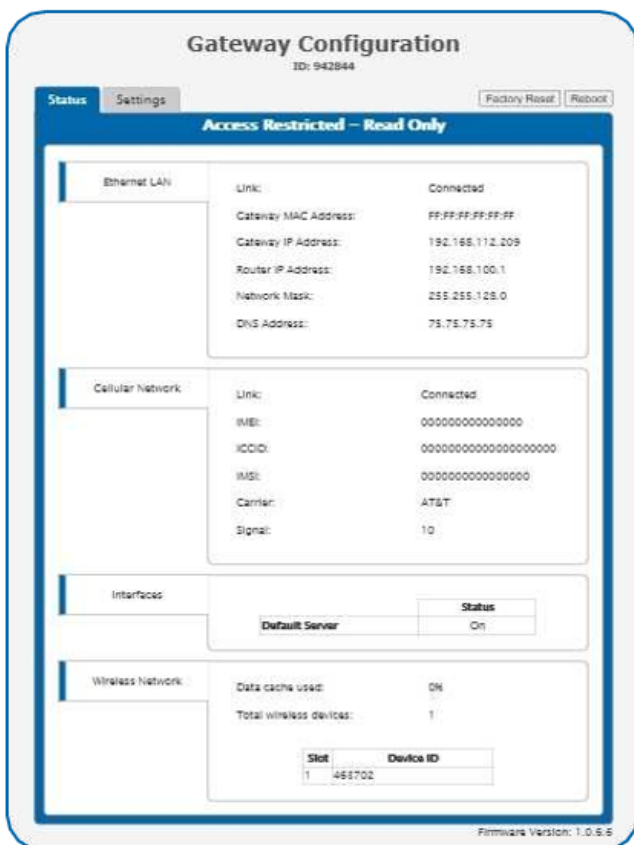 Gateway Configuration
ID: 942844
Status Settings Factory Reset Reboot
Access Restricted – Read Only
Ethernet LAN
Link: Connected
Gateway MAC Address: FF:FF:FF:FF:FF:FF
Gateway IP Address: 192.168.112.209
Router IP Address: 192.168.100.1
Network Mask: 255.255.128.0
DNS Address: 75.75.75.75
Cellular Network
Link: Connected
IMEI: 000000000000000
ICCID: 00000000000000000000
IMSI: 0000000000000000
Carrier: AT&T
Signal: 10
Interfaces
Status
Default Server On
Wireless Network
Data cache used: 0%
Total wireless devices: 1
Slot Device ID
1 468702
Firmware Version: 1.0.6.6